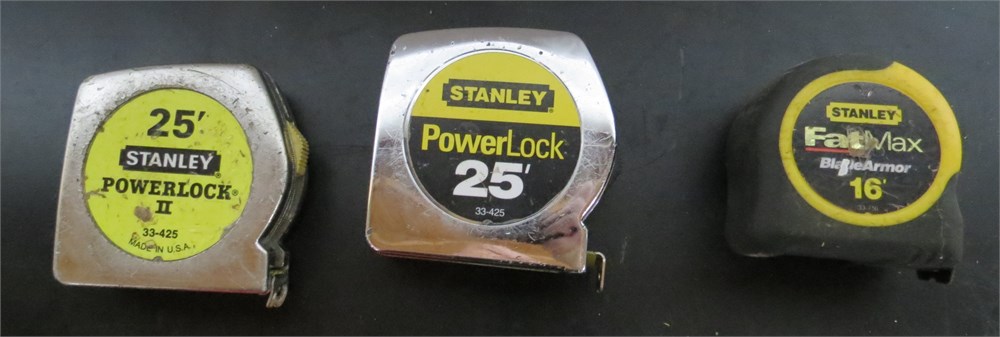 25'
STANLEY
POWERLOCK®
II
33-425
MADE IN U.S.A.
STANLEY
PowerLock
25'
33-425
STANLEY
FatMax
BladeArmor
16'